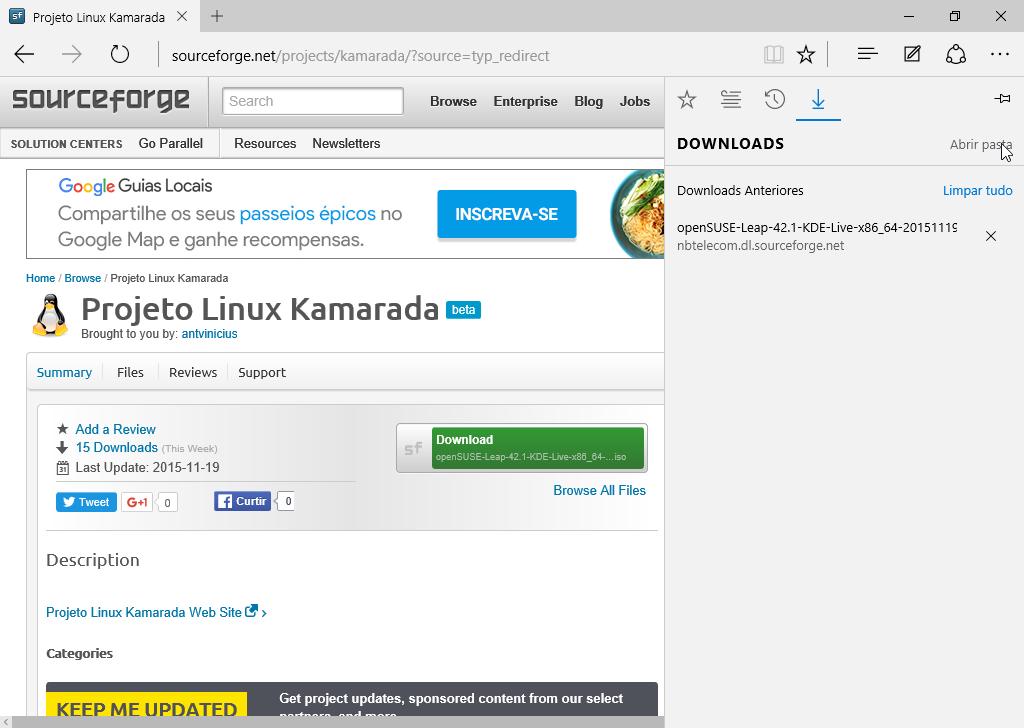 Projeto Linux Kamarada
sourceforge.net/projects/kamarada/?source=typ_redirect
sourceforge
Search
Browse Enterprise Blog Jobs
SOLUTION CENTERS Go Parallel Resources Newsletters
Google Guias Locais
Compartilhe os seus passeios épicos no
Google Map e ganhe recompensas.
INSCREVA-SE
Home / Browse / Projeto Linux Kamarada
Projeto Linux Kamarada beta
Brought to you by: antvinicius
Summary Files Reviews Support
Add a Review
15 Downloads (This Week)
31 Last Update: 2015-11-19
Tweet G+1 0 Curtir 0
sf Download
openSUSE-Leap-42.1-KDE-Live-x86_64-...iso
Browse All Files
Description
Projeto Linux Kamarada Web Site
Categories
KEEP ME UPDATED
Get project updates, sponsored content from our select
partners, and more.
DOWNLOADS Abrir pasta
Downloads Anteriores Limpar tudo
openSUSE-Leap-42.1-KDE-Live-x86_64-20151119
nbtelecom.dl.sourceforge.net